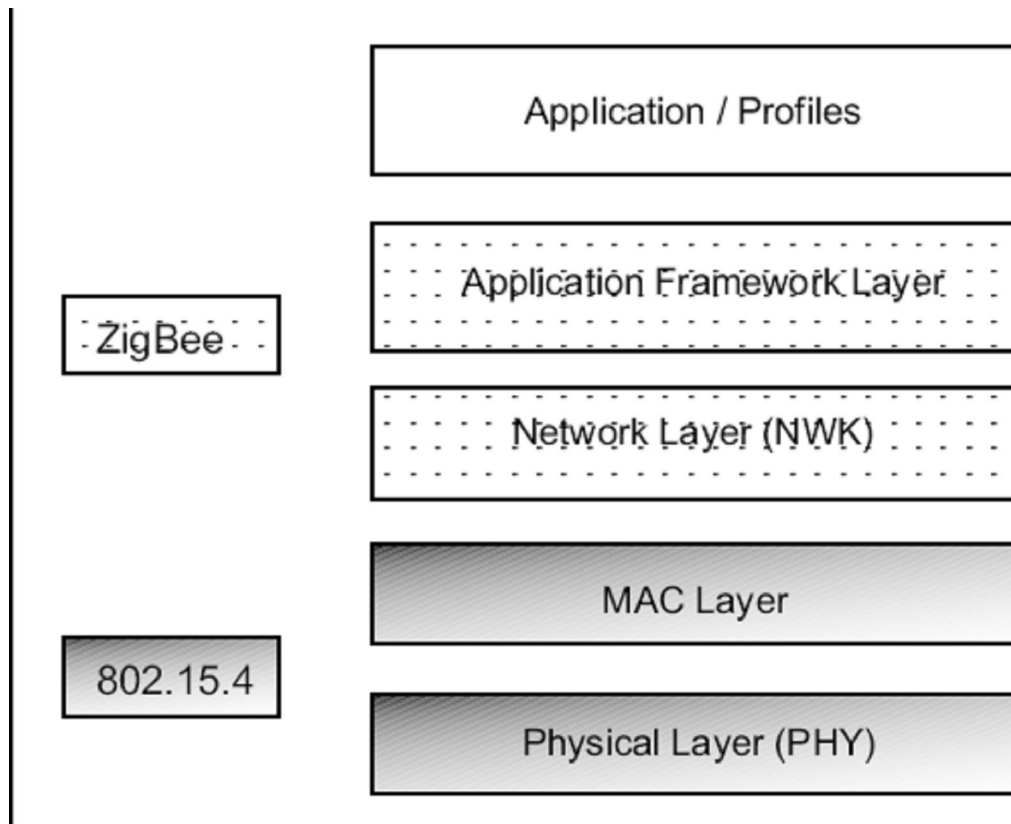 Application / Profiles
Application Framework Layer
ZigBee
Network Layer (NWK)
MAC Layer
802.15.4
Physical Layer (PHY)